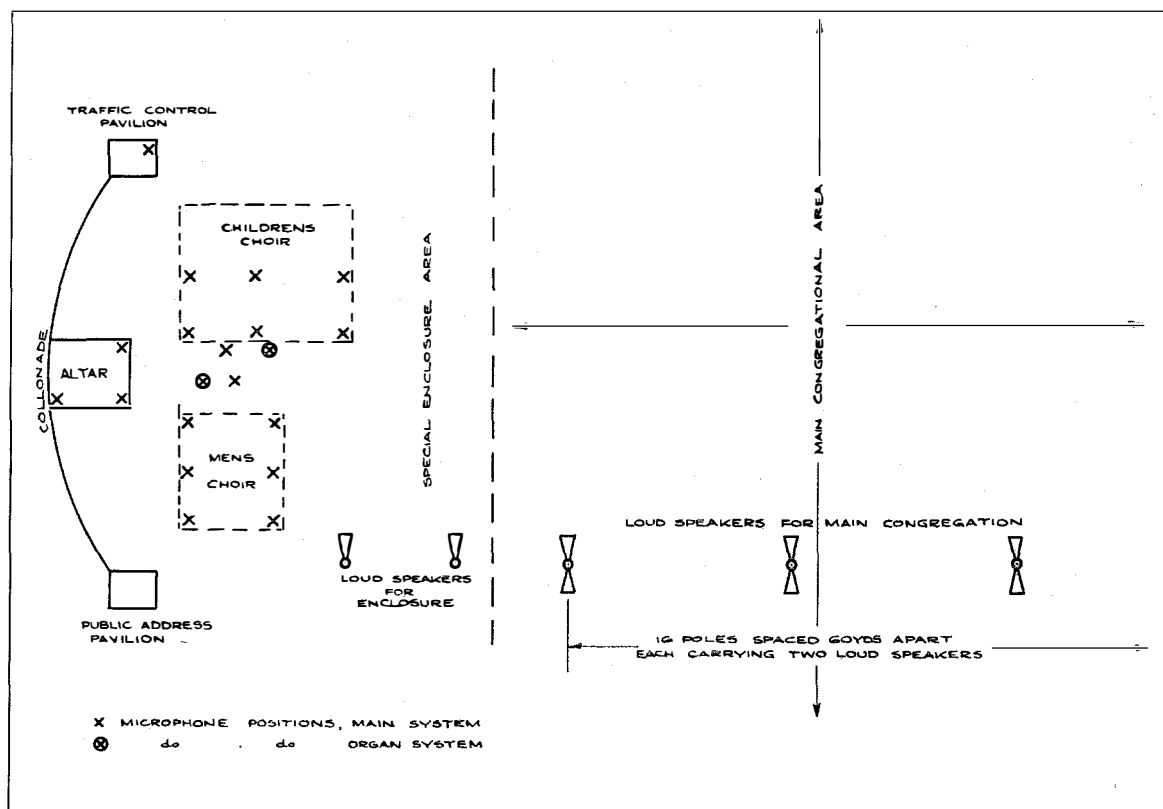 TRAFFIC CONTROL
PAVILION
CHILDRENS
CHOIR
COLLONADE
ALTAR
MENS
CHOIR
SPECIAL ENCLOSURE AREA
MAIN CONGREGATIONAL AREA
LOUD SPEAKERS FOR MAIN CONGREGATION
LOUD SPEAKERS
FOR
ENCLOSURE
PUBLIC ADDRESS
PAVILION
16 POLES SPACED 60YDS APART
EACH CARRYING TWO LOUD SPEAKERS
X MICROPHONE POSITIONS, MAIN SYSTEM
⊗ do . do ORGAN SYSTEM